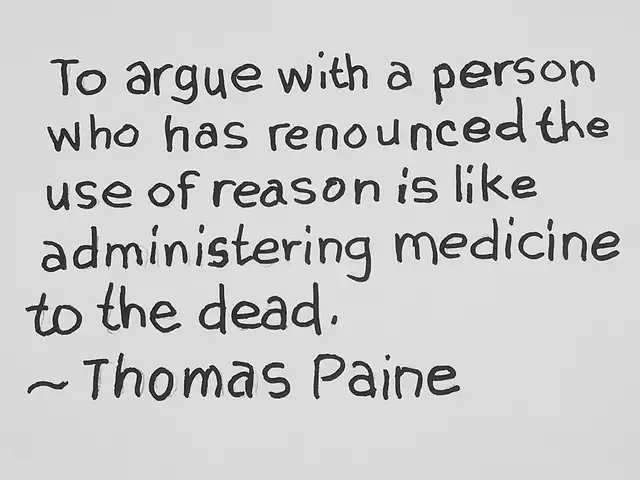 To argue with a person
who has renounced the
use of reason is like
administering medicine
to the dead.
~ Thomas Paine